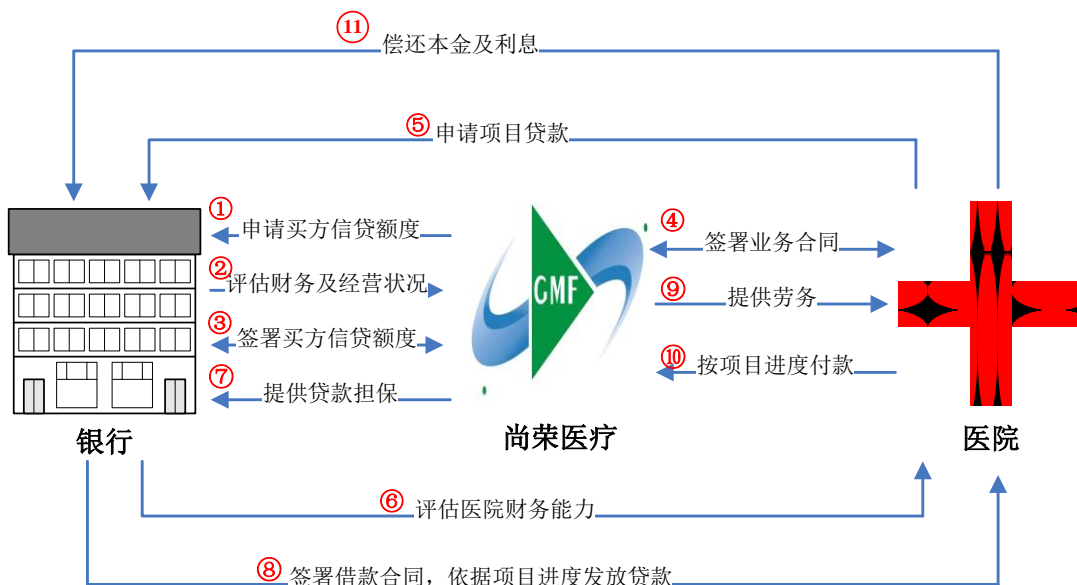 ⑪ 偿还本金及利息
⑤ 申请项目贷款
① 申请买方信贷额度
④ 签署业务合同
② 评估财务及经营状况
GMF
⑨ 提供劳务
③ 签署买方信贷额度
⑩ 按项目进度付款
⑦ 提供贷款担保
银行
尚荣医疗
医院
⑥ 评估医院财务能力
⑧ 签署借款合同，依据项目进度发放贷款